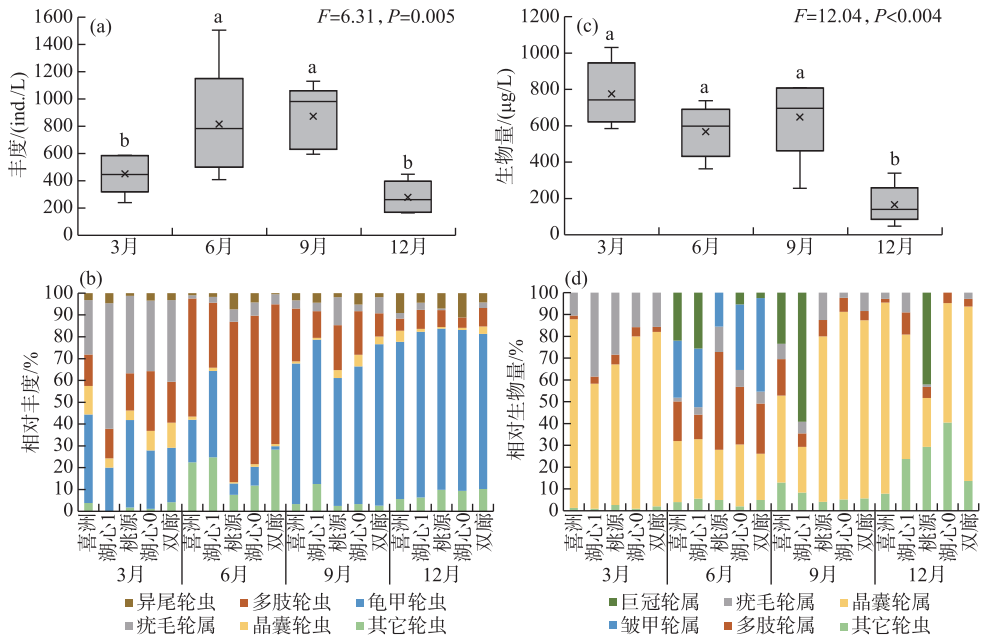 (a)
F=6.31, P=0.005
丰度/(ind./L)
1600
1400
1200
1000
800
600
400
200
0
b
a
a
b
3月
6月
9月
12月
(c)
F=12.04, P<0.004
生物量/(μg/L)
1200
1000
800
600
400
200
0
a
a
a
b
3月
6月
9月
12月
(b)
相对丰度/%
100
90
80
70
60
50
40
30
20
10
0
喜洲 湖心1 桃源 湖心0 双廊 喜洲 湖心1 桃源 湖心0 双廊 喜洲 湖心1 桃源 湖心0 双廊 喜洲 湖心1 桃源 湖心0 双廊
3月 6月 9月 12月
异尾轮虫 多肢轮虫 龟甲轮虫
疣毛轮属 晶囊轮虫 其它轮虫
(d)
相对生物量/%
100
90
80
70
60
50
40
30
20
10
0
喜洲 湖心1 桃源 湖心0 双廊 喜洲 湖心1 桃源 湖心0 双廊 喜洲 湖心1 桃源 湖心0 双廊 喜洲 湖心1 桃源 湖心0 双廊
3月 6月 9月 12月
巨冠轮属 疣毛轮属 晶囊轮属
皱甲轮属 多肢轮属 其它轮虫